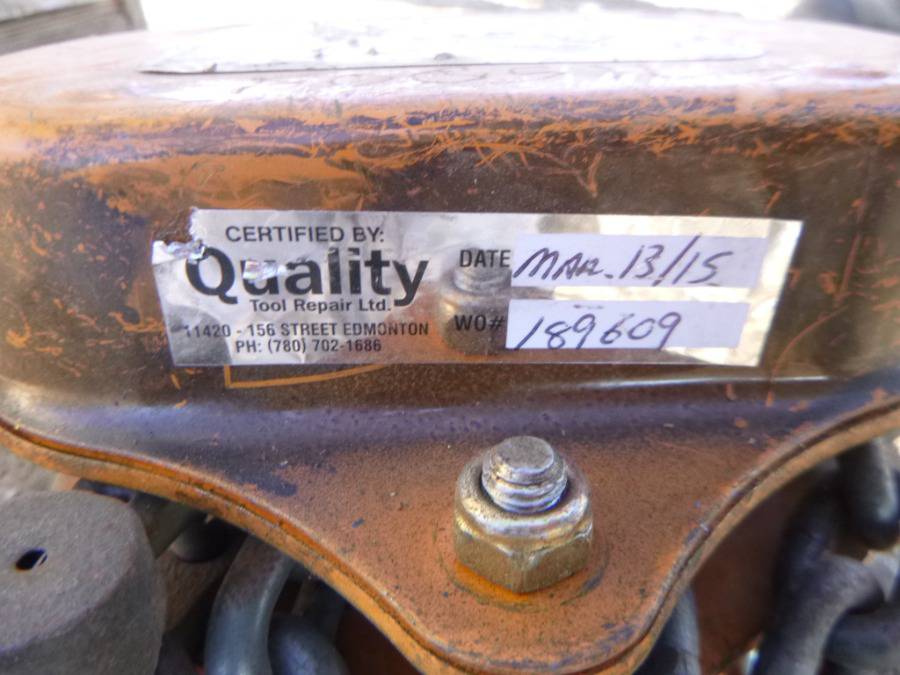 CERTIFIED BY:
Quality
Tool Repair Ltd.
11420 - 156 STREET EDMONTON
PH: (780) 702-1686
DATE MAR. 13/15
WO# 189609